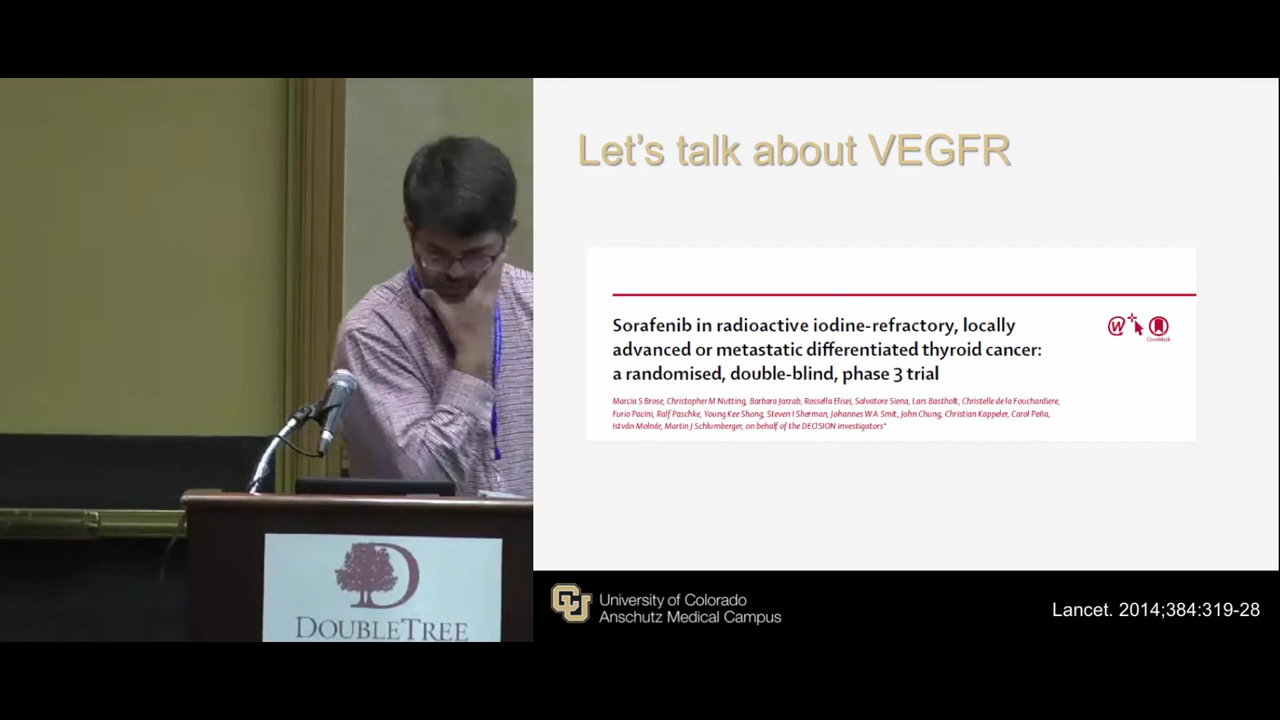 Let's talk about VEGFR
Sorafenib in radioactive iodine-refractory, locally
advanced or metastatic differentiated thyroid cancer:
a randomised, double-blind, phase 3 trial
W
CrossMark
Marcia S Brose, Christopher M Nutting, Barbara Jarzab, Rossella Elisei, Salvatore Siena, Lars Bastholt, Christelle de la Fouchardiere,
Furio Pacini, Ralf Paschke, Young Kee Shong, Steven I Sherman, Johannes W A Smit, John Chung, Christian Kappeler, Carol Peña,
István Molnár, Martin J Schlumberger, on behalf of the DECISION investigators*
D
DOUBLETREE
CU
University of Colorado
Anschutz Medical Campus
Lancet. 2014;384:319-28